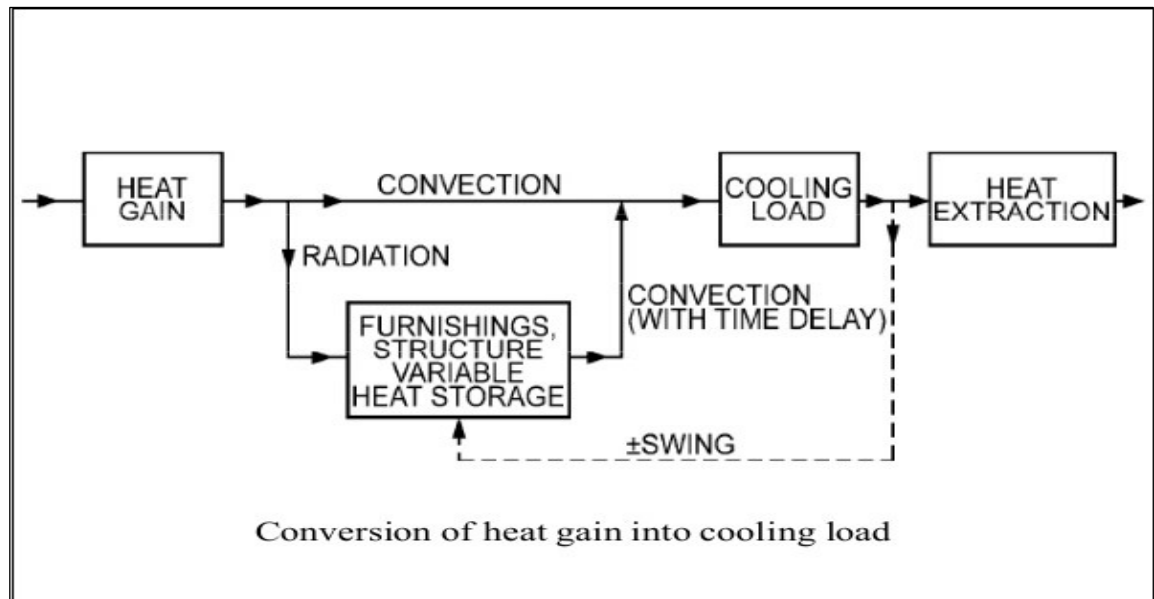 HEAT
GAIN
CONVECTION
COOLING
LOAD
HEAT
EXTRACTION
RADIATION
FURNISHINGS,
STRUCTURE
VARIABLE
HEAT STORAGE
CONVECTION
(WITH TIME DELAY)
±SWING
Conversion of heat gain into cooling load